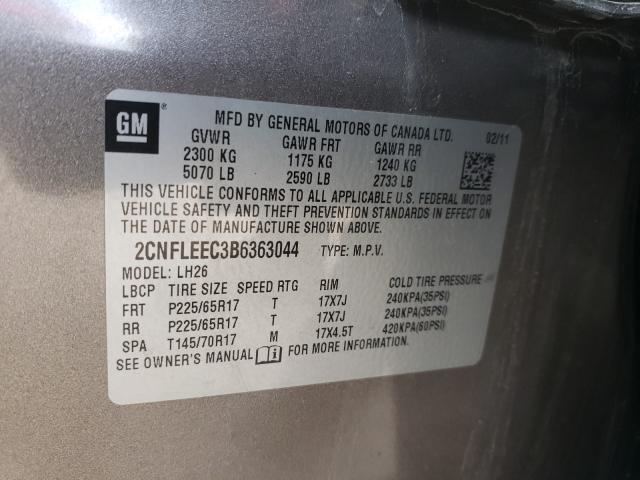 GM ®
MFD BY GENERAL MOTORS OF CANADA LTD. 02/11
GVWR GAWR FRT GAWR RR
2300 KG 1175 KG 1240 KG
5070 LB 2590 LB 2733 LB
THIS VEHICLE CONFORMS TO ALL APPLICABLE U.S. FEDERAL MOTOR
VEHICLE SAFETY AND THEFT PREVENTION STANDARDS IN EFFECT ON
THE DATE OF MANUFACTURE SHOWN ABOVE.
2CNFLEEC3B6363044 TYPE: M.P.V.
MODEL: LH26
LBCP TIRE SIZE SPEED RTG RIM COLD TIRE PRESSURE
FRT P225/65R17 T 17X7J 240KPA(35PSI)
RR P225/65R17 T 17X7J 240KPA(35PSI)
SPA T145/70R17 M 17X4.5T 420KPA(60PSI)
SEE OWNER'S MANUAL i FOR MORE INFORMATION.